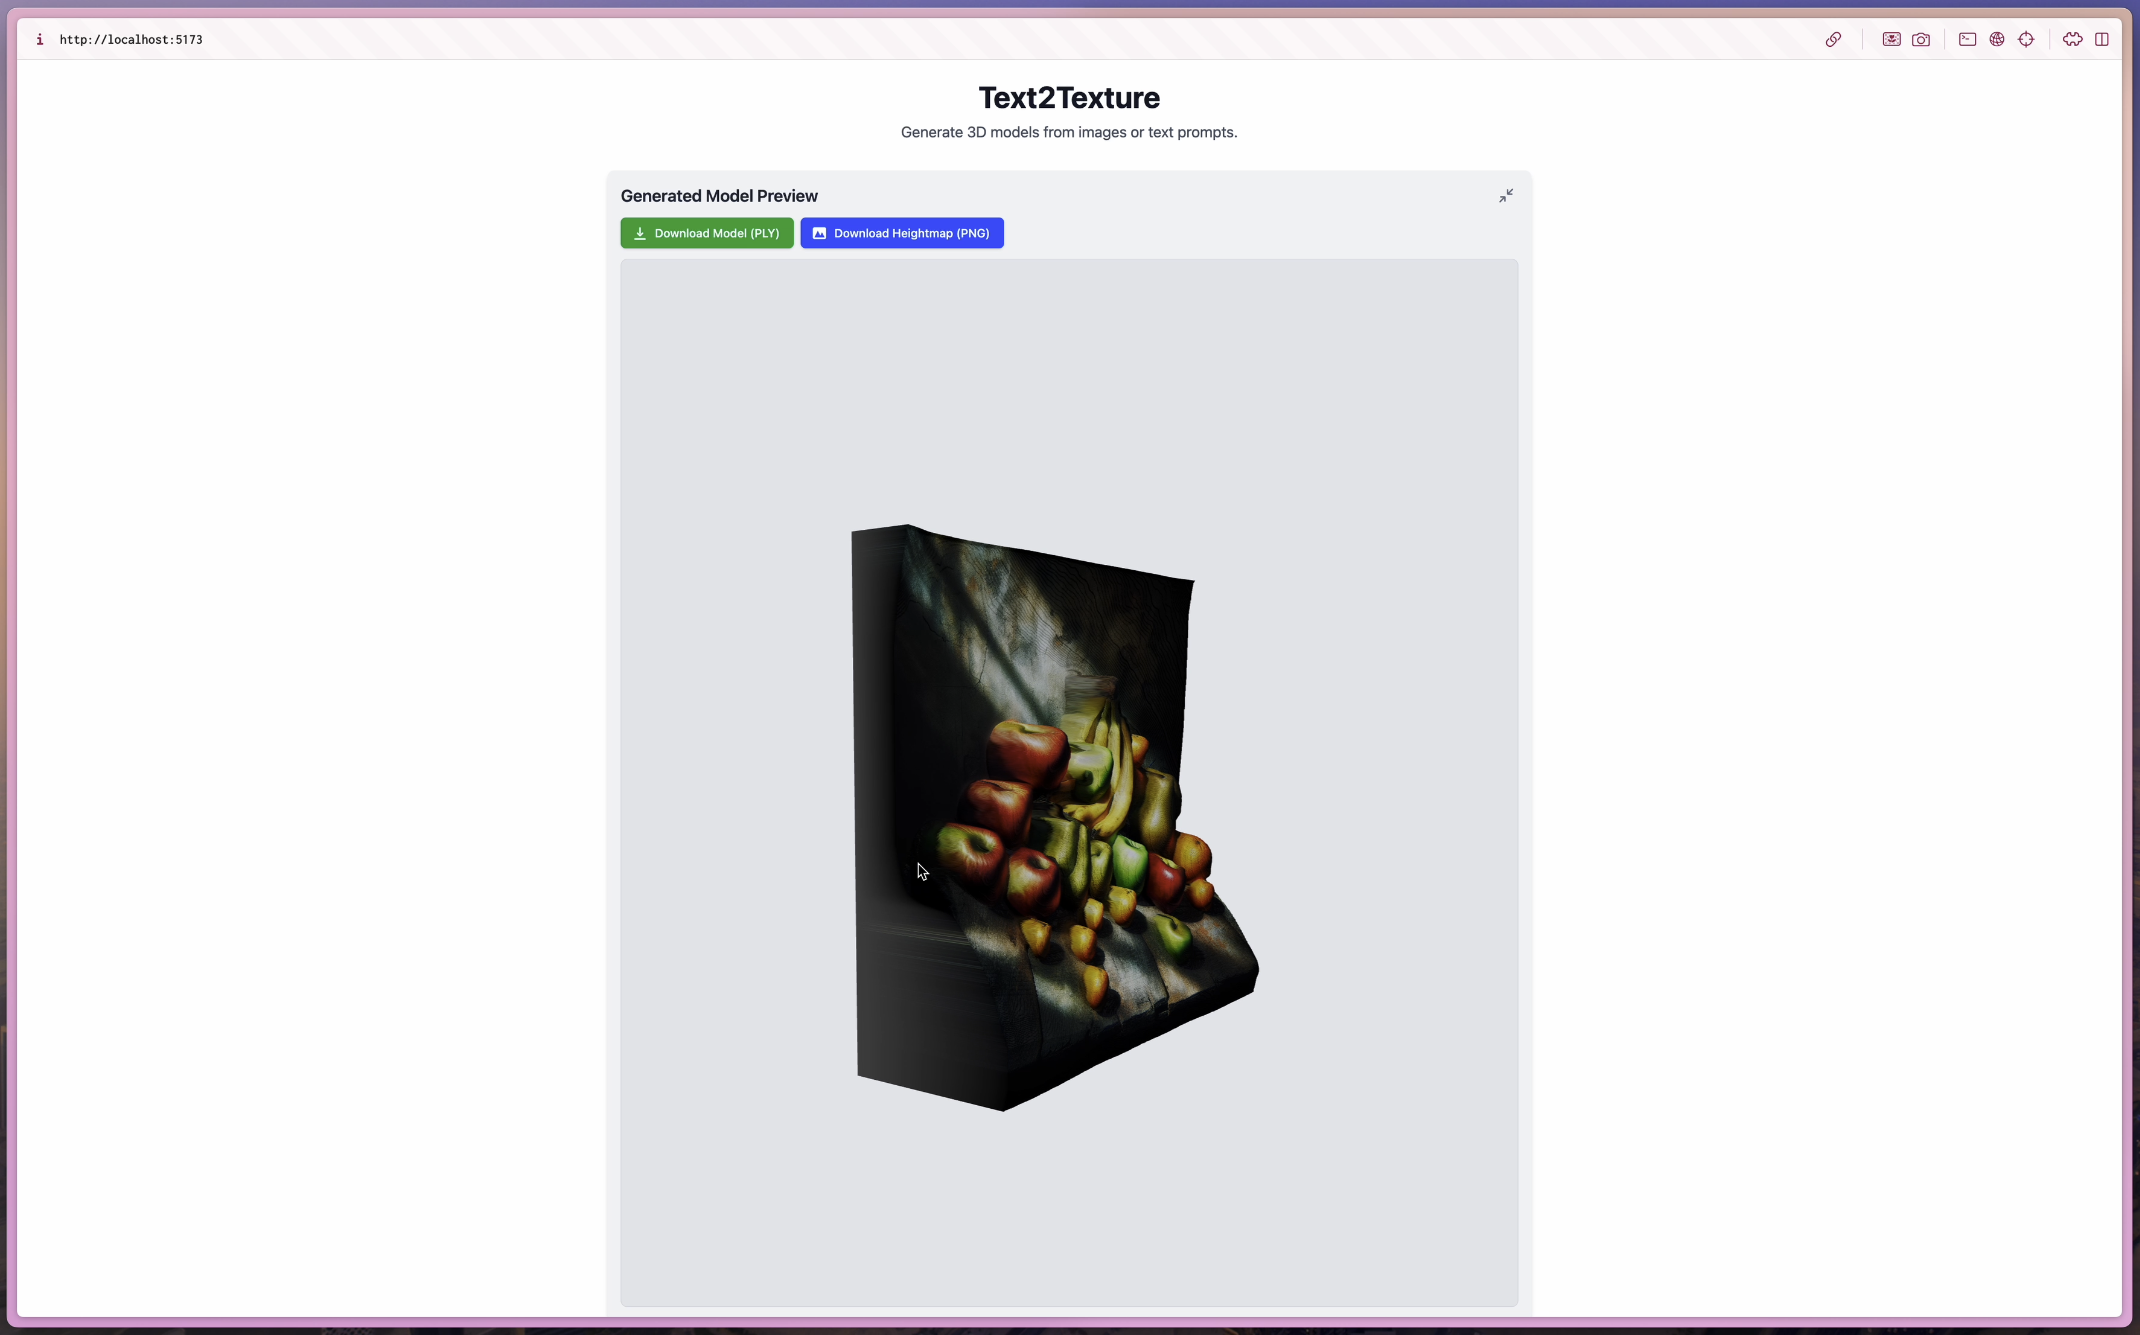 i http://localhost:5173
Text2Texture
Generate 3D models from images or text prompts.
Generated Model Preview
Download Model (PLY) Download Heightmap (PNG)